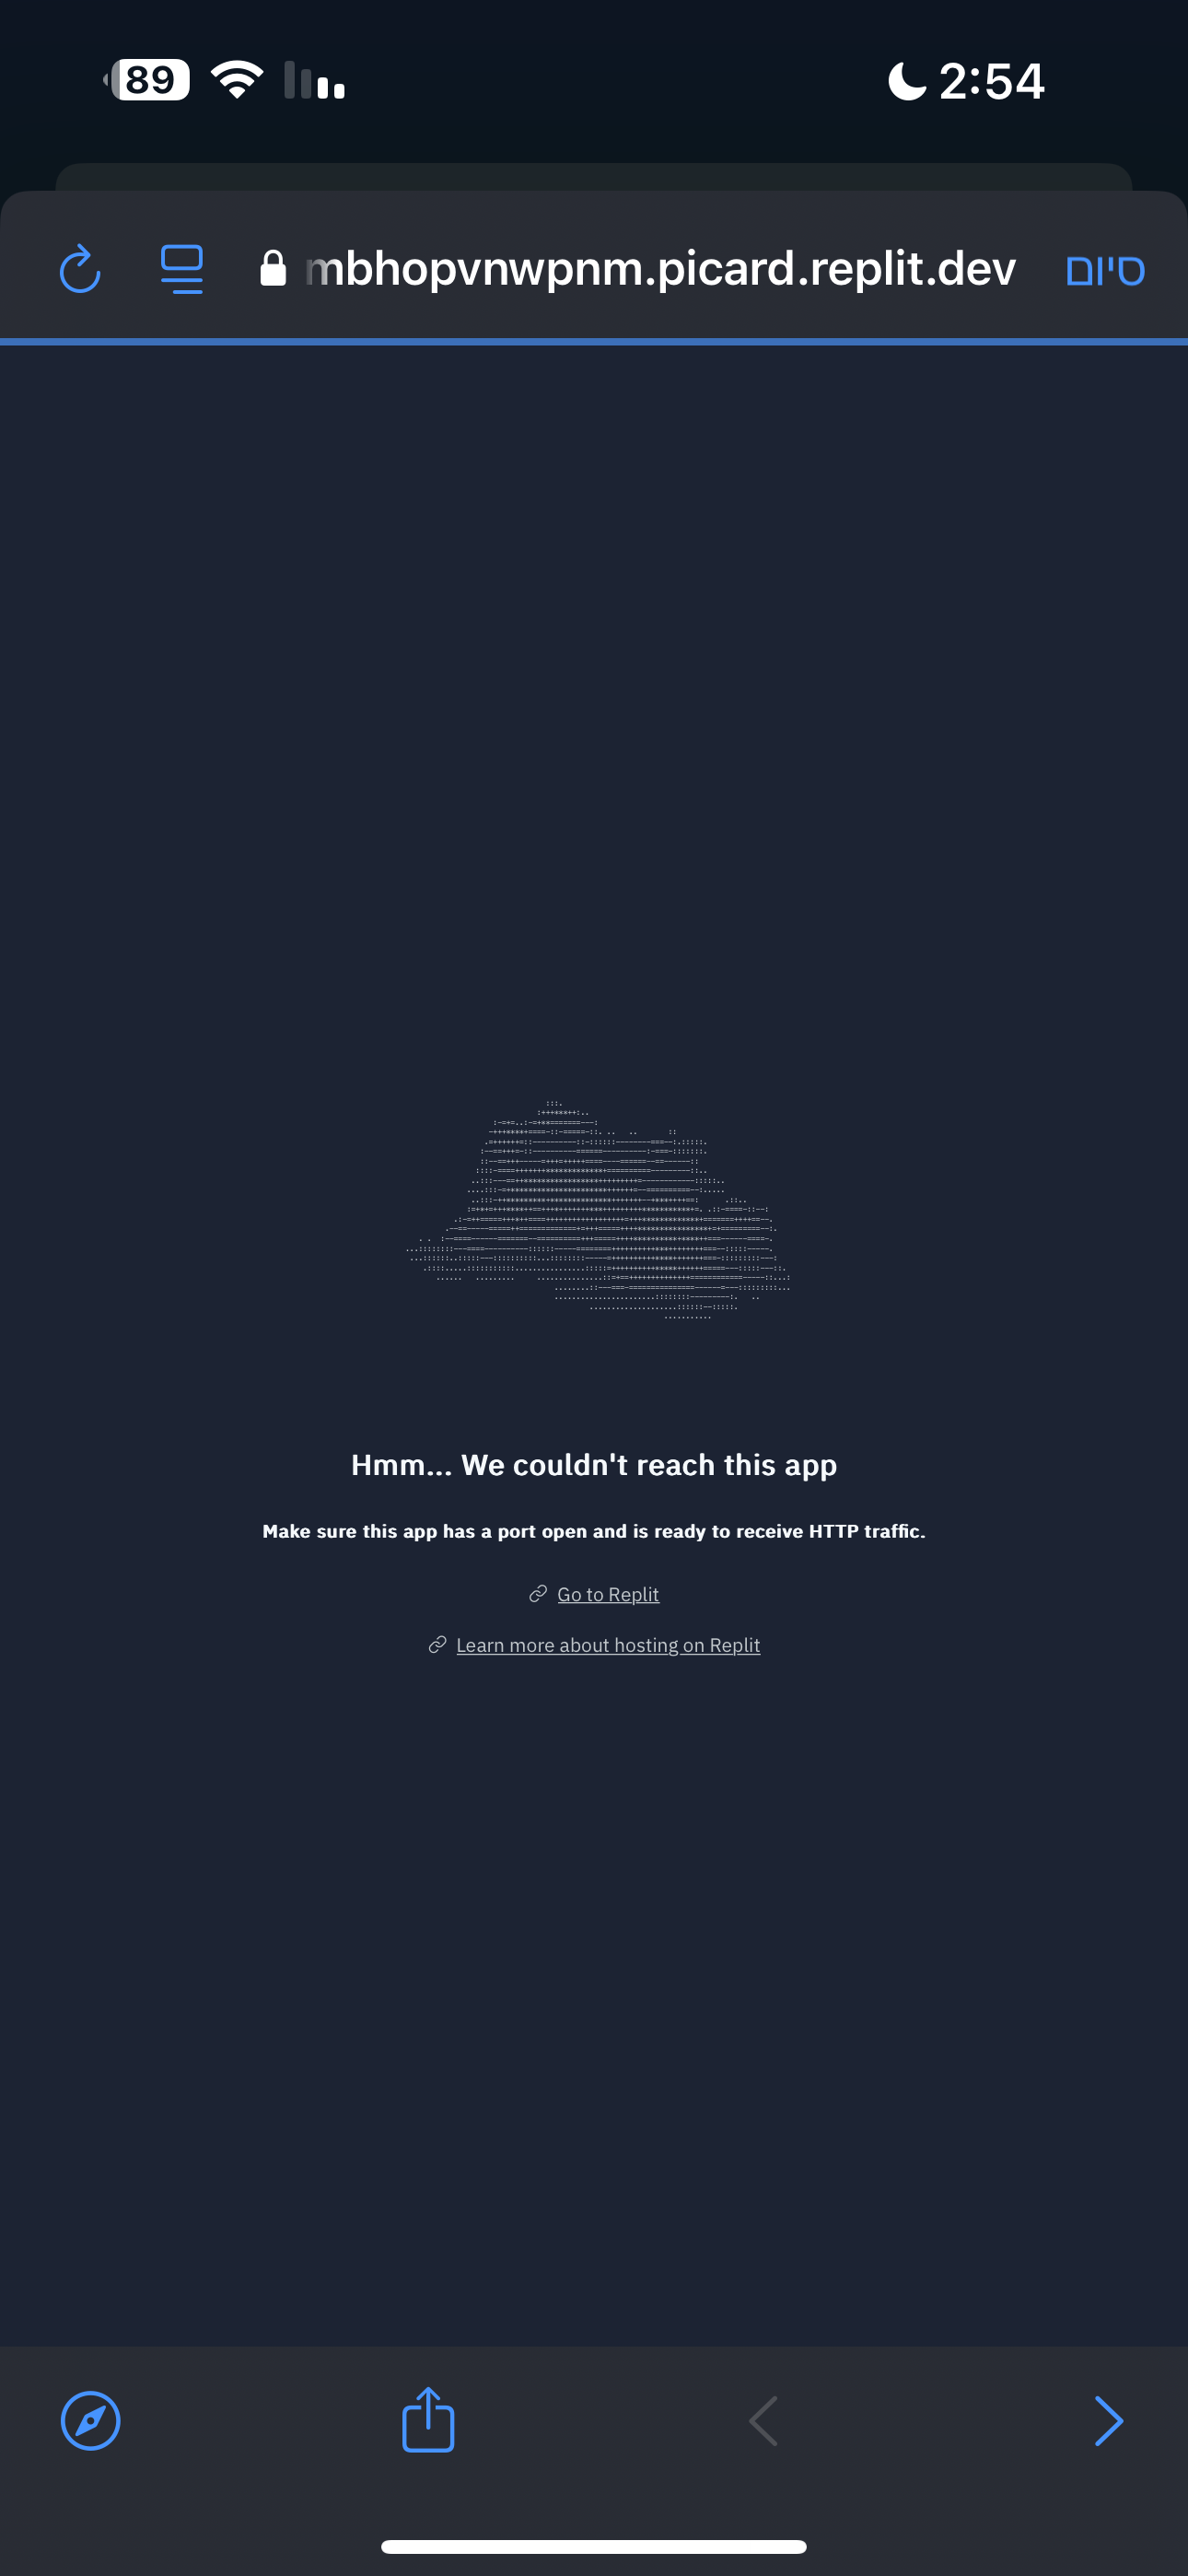 89
2:54
mbhopvnwpnm.picard.replit.dev
סיום
Hmm... We couldn't reach this app
Make sure this app has a port open and is ready to receive HTTP traffic.
Go to Replit
Learn more about hosting on Replit